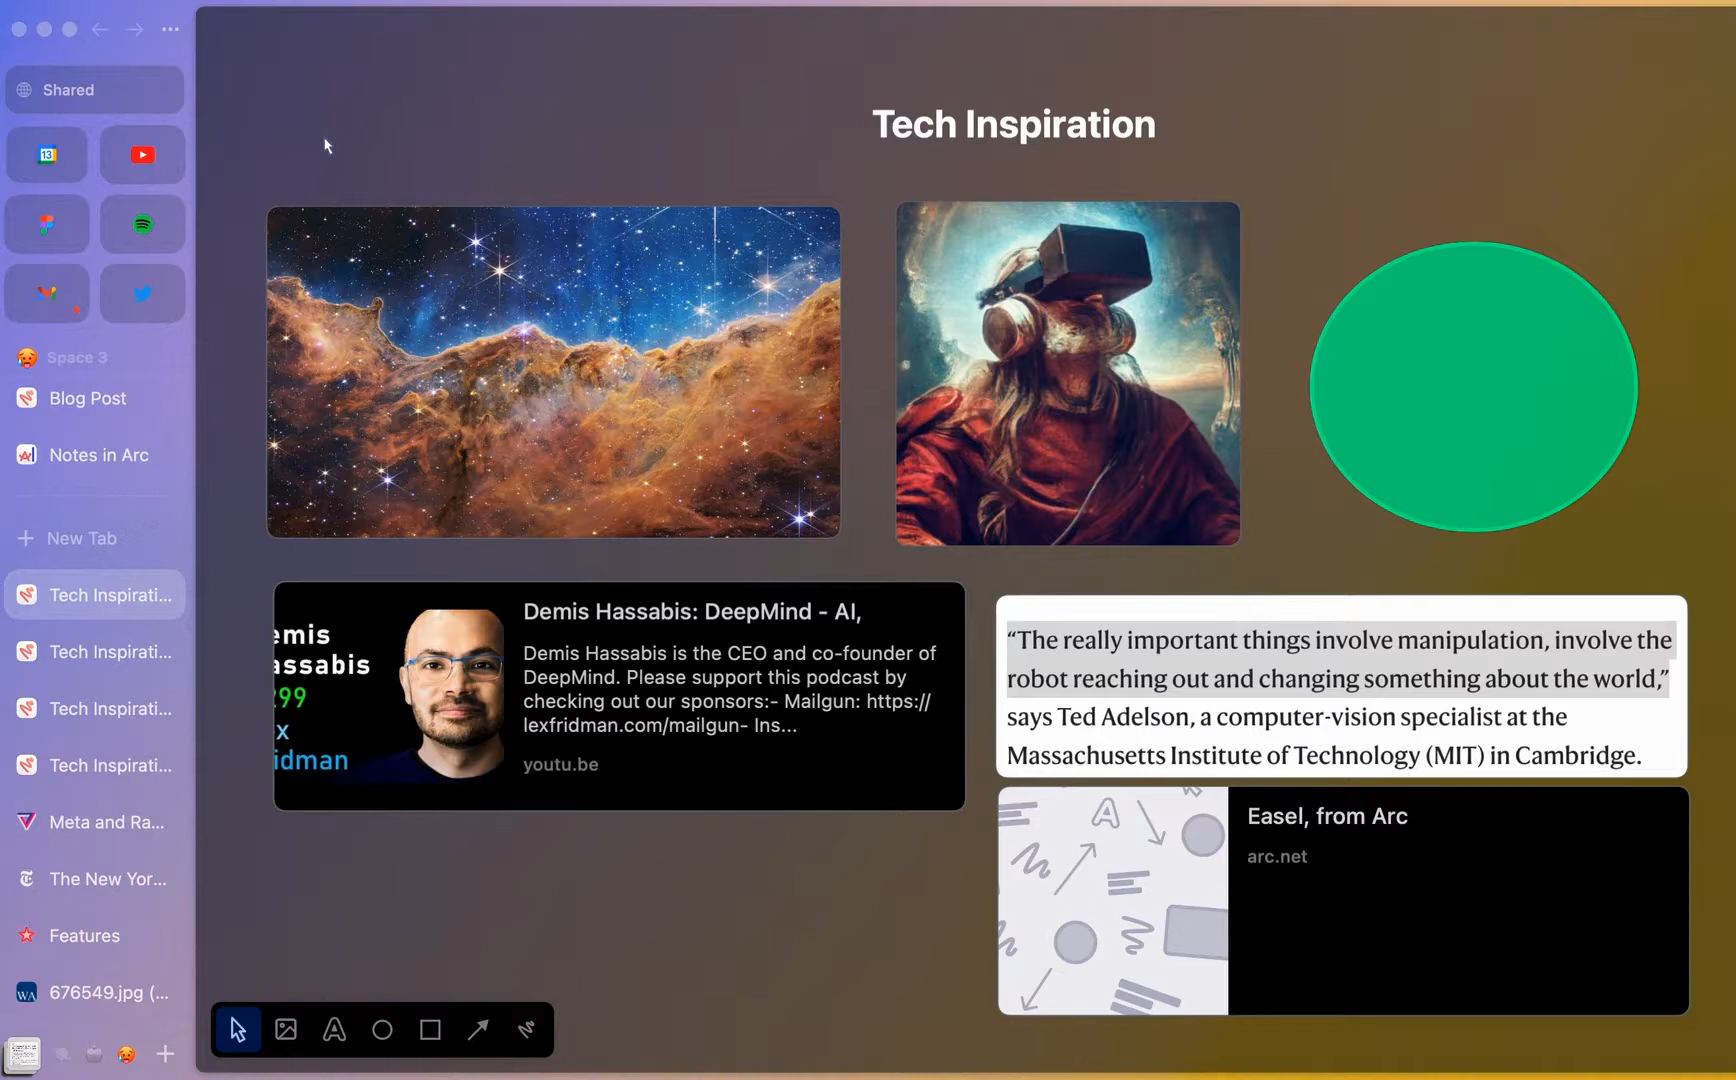 Shared
13
Space 3
Blog Post
Notes in Arc
New Tab
Tech Inspirati...
Tech Inspirati...
Tech Inspirati...
Tech Inspirati...
Meta and Ra...
The New Yor...
Features
WA
676549.jpg (...
Tech Inspiration
emis
assabis
299
x
idman
Demis Hassabis: DeepMind - AI,
Demis Hassabis is the CEO and co-founder of
DeepMind. Please support this podcast by
checking out our sponsors:- Mailgun: https://
lexfridman.com/mailgun- Ins...
youtu.be
“The really important things involve manipulation, involve the
robot reaching out and changing something about the world,”
says Ted Adelson, a computer-vision specialist at the
Massachusetts Institute of Technology (MIT) in Cambridge.
A
Easel, from Arc
arc.net
A